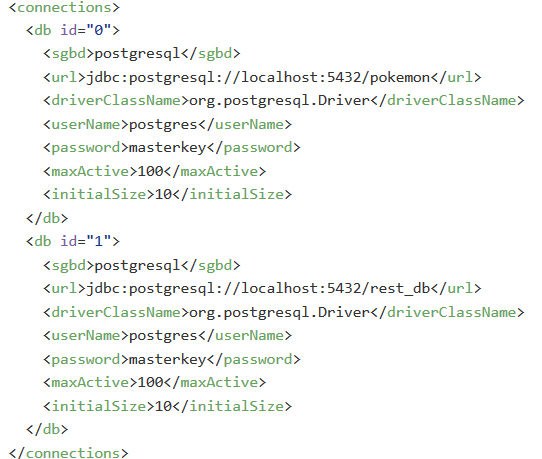 <connections>
  <db id="0">
    <sgbd>postgresql</sgbd>
    <url>jdbc:postgresql://localhost:5432/pokemon</url>
    <driverClassName>org.postgresql.Driver</driverClassName>
    <userName>postgres</userName>
    <password>masterkey</password>
    <maxActive>100</maxActive>
    <initialSize>10</initialSize>
  </db>
  <db id="1">
    <sgbd>postgresql</sgbd>
    <url>jdbc:postgresql://localhost:5432/rest_db</url>
    <driverClassName>org.postgresql.Driver</driverClassName>
    <userName>postgres</userName>
    <password>masterkey</password>
    <maxActive>100</maxActive>
    <initialSize>10</initialSize>
  </db>
</connections>